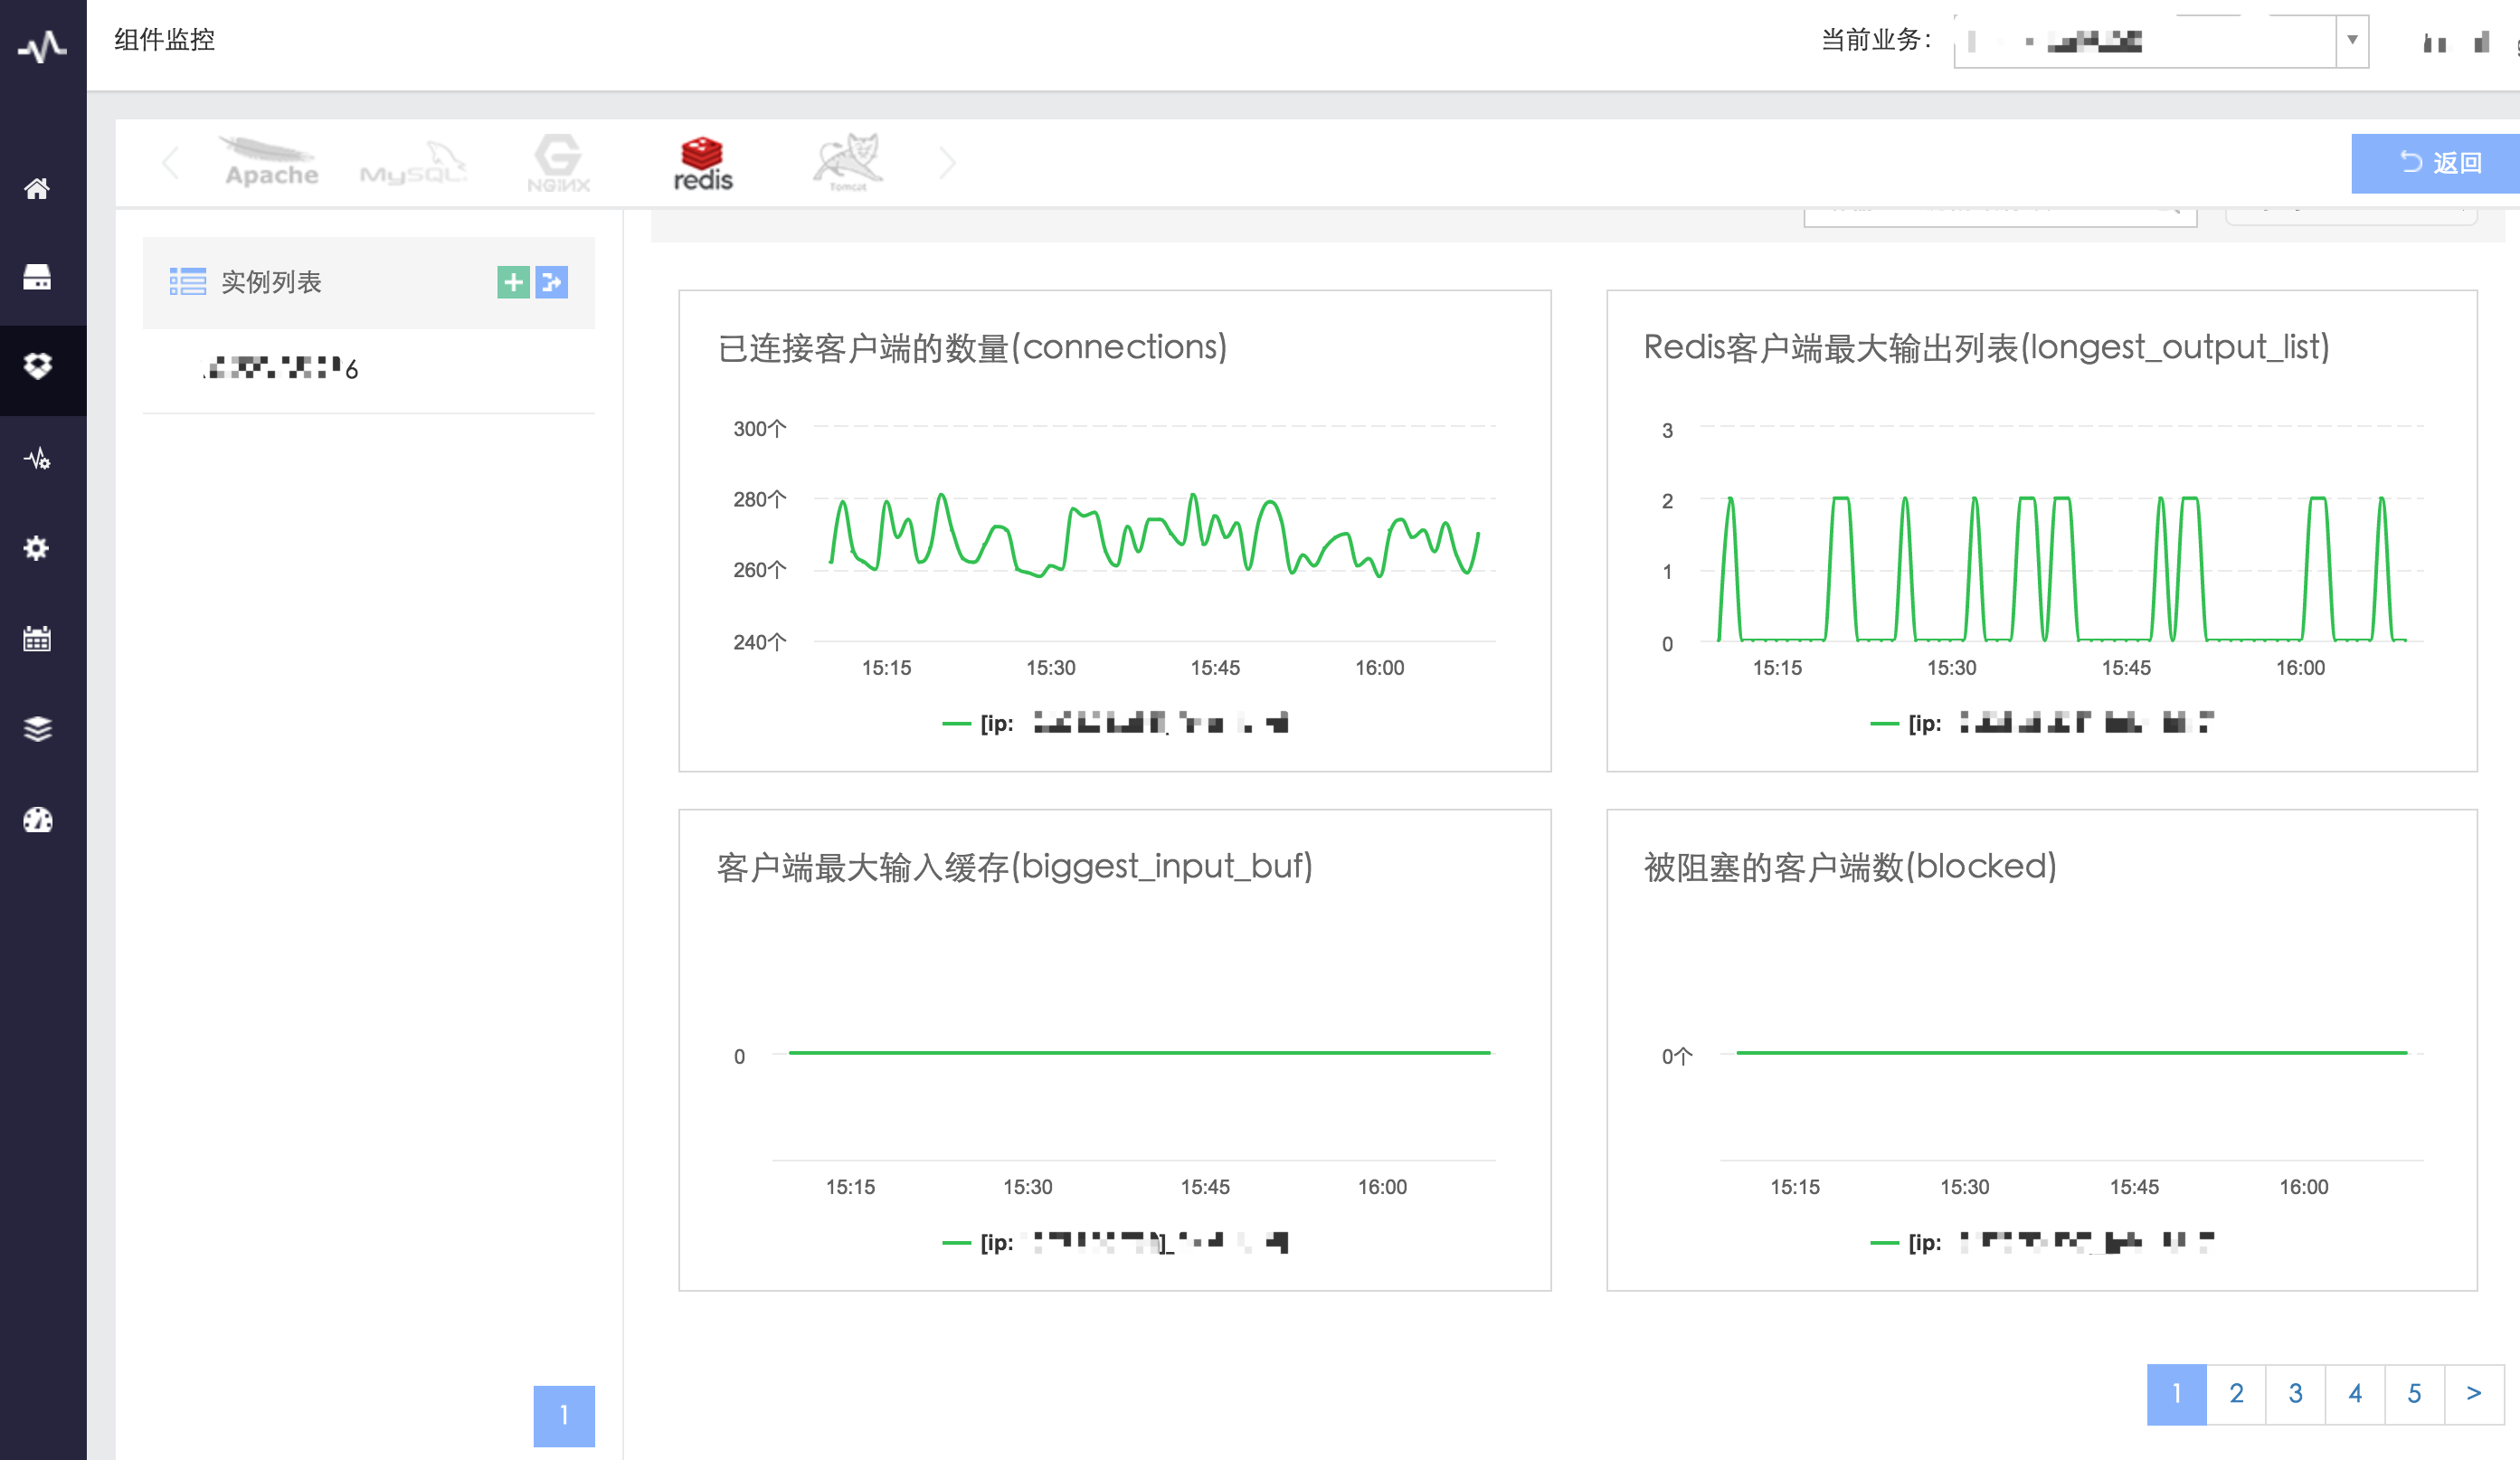 组件监控
当前业务:
Apache
MySQL
NGINX
redis
Tomcat
返回
实例列表
6
已连接客户端的数量(connections)
300个
280个
260个
240个
15:15 15:30 15:45 16:00
[ip:
Redis客户端最大输出列表(longest_output_list)
3
2
1
0
15:15 15:30 15:45 16:00
[ip:
客户端最大输入缓存(biggest_input_buf)
0
15:15 15:30 15:45 16:00
[ip:
被阻塞的客户端数(blocked)
0个
15:15 15:30 15:45 16:00
[ip:
1
1 2 3 4 5 >